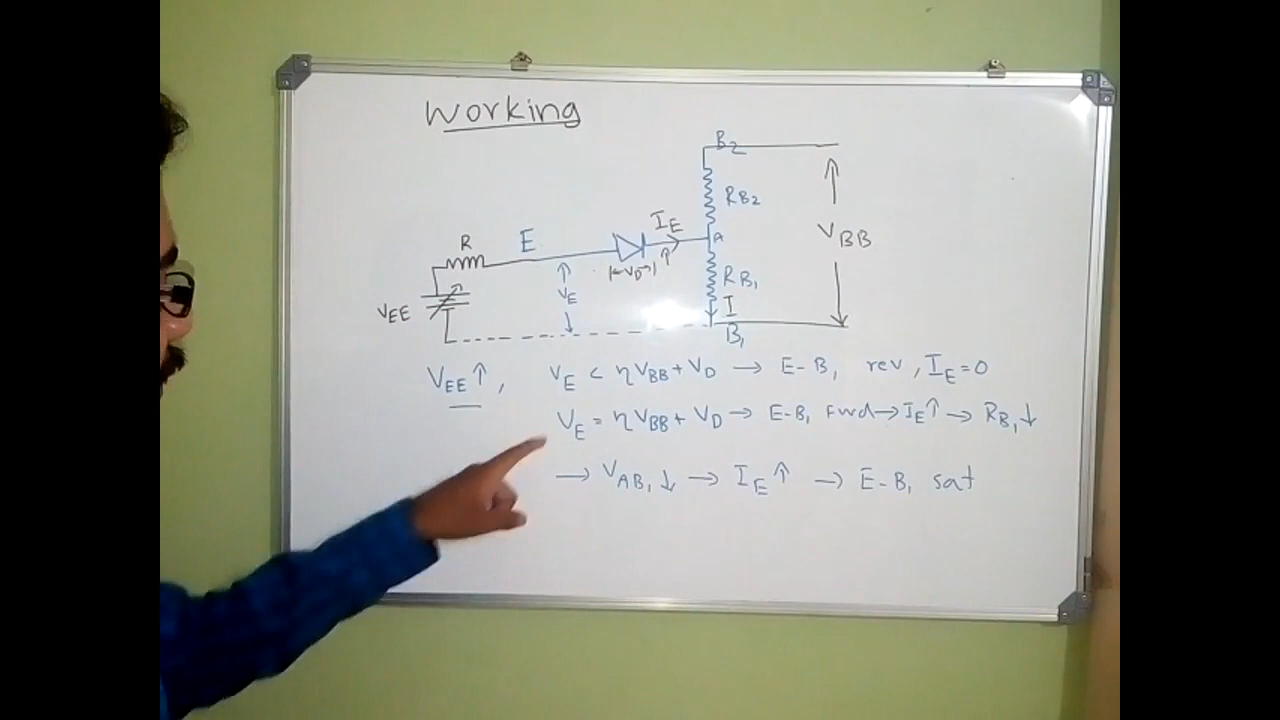 Working
B2
RB2
IE
R
E
A
VBB
|←VD→|
RB1
VE
VEE
I
B1
VEE↑, VE < ηVBB + VD → E-B1 rev, IE=0
VE = ηVBB + VD → E-B1 Fwd → IE↑ → RB1↓
→ VAB1↓ → IE↑ → E-B1 sat